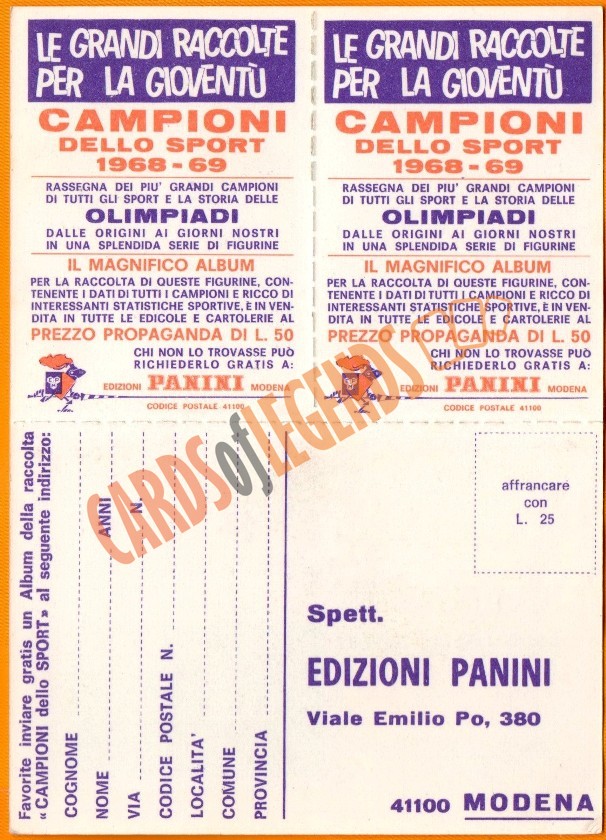 LE GRANDI RACCOLTE
PER LA GIOVENTÙ
CAMPIONI
DELLO SPORT
1968-69
RASSEGNA DEI PIU' GRANDI CAMPIONI
DI TUTTI GLI SPORT E LA STORIA DELLE
OLIMPIADI
DALLE ORIGINI AI GIORNI NOSTRI
IN UNA SPLENDIDA SERIE DI FIGURINE
IL MAGNIFICO ALBUM
PER LA RACCOLTA DI QUESTE FIGURINE, CON-
TENENTE I DATI DI TUTTI I CAMPIONI E RICCO DI
INTERESSANTI STATISTICHE SPORTIVE, È IN VEN-
DITA IN TUTTE LE EDICOLE E CARTOLERIE AL
PREZZO PROPAGANDA DI L. 50
CHI NON LO TROVASSE PUÒ
RICHIEDERLO GRATIS A:
EDIZIONI PANINI MODENA
CODICE POSTALE 41100
LE GRANDI RACCOLTE
PER LA GIOVENTÙ
CAMPIONI
DELLO SPORT
1968-69
RASSEGNA DEI PIU' GRANDI CAMPIONI
DI TUTTI GLI SPORT E LA STORIA DELLE
OLIMPIADI
DALLE ORIGINI AI GIORNI NOSTRI
IN UNA SPLENDIDA SERIE DI FIGURINE
IL MAGNIFICO ALBUM
PER LA RACCOLTA DI QUESTE FIGURINE, CON-
TENENTE I DATI DI TUTTI I CAMPIONI E RICCO DI
INTERESSANTI STATISTICHE SPORTIVE, È IN VEN-
DITA IN TUTTE LE EDICOLE E CARTOLERIE AL
PREZZO PROPAGANDA DI L. 50
CHI NON LO TROVASSE PUÒ
RICHIEDERLO GRATIS A:
EDIZIONI PANINI MODENA
CODICE POSTALE 41100
CARDS of LEGENDS
Favorite inviare gratis un Album della raccolta
«CAMPIONI dello SPORT» al seguente indirizzo:
COGNOME
NOME ANNI
VIA N.
CODICE POSTALE N.
LOCALITA'
COMUNE
PROVINCIA
affrancare
con
L. 25
Spett.
EDIZIONI PANINI
Viale Emilio Po, 380
41100 MODENA